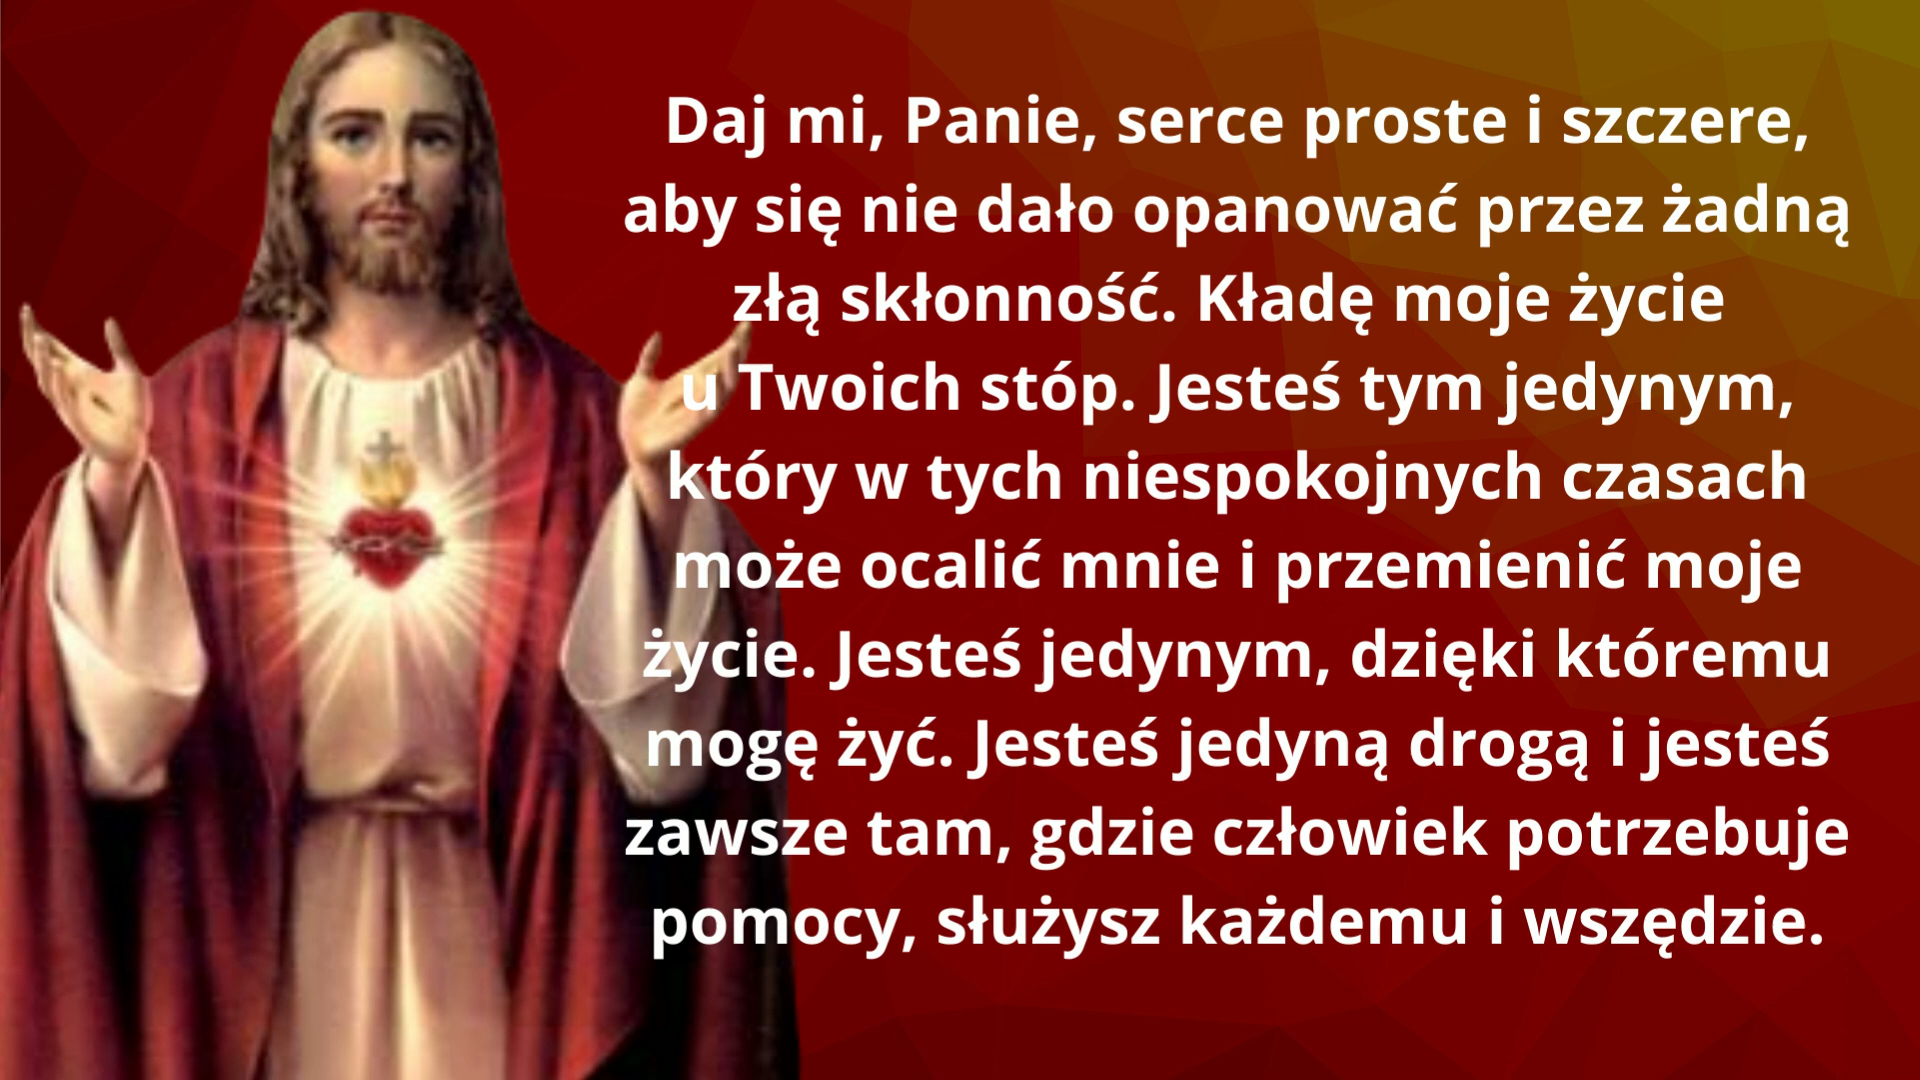 Daj mi, Panie, serce proste i szczere,
aby się nie dało opanować przez żadną
złą skłonność. Kładę moje życie
u Twoich stóp. Jesteś tym jedynym,
który w tych niespokojnych czasach
może ocalić mnie i przemienić moje
życie. Jesteś jedynym, dzięki któremu
mogę żyć. Jesteś jedyną drogą i jesteś
zawsze tam, gdzie człowiek potrzebuje
pomocy, służysz każdemu i wszędzie.